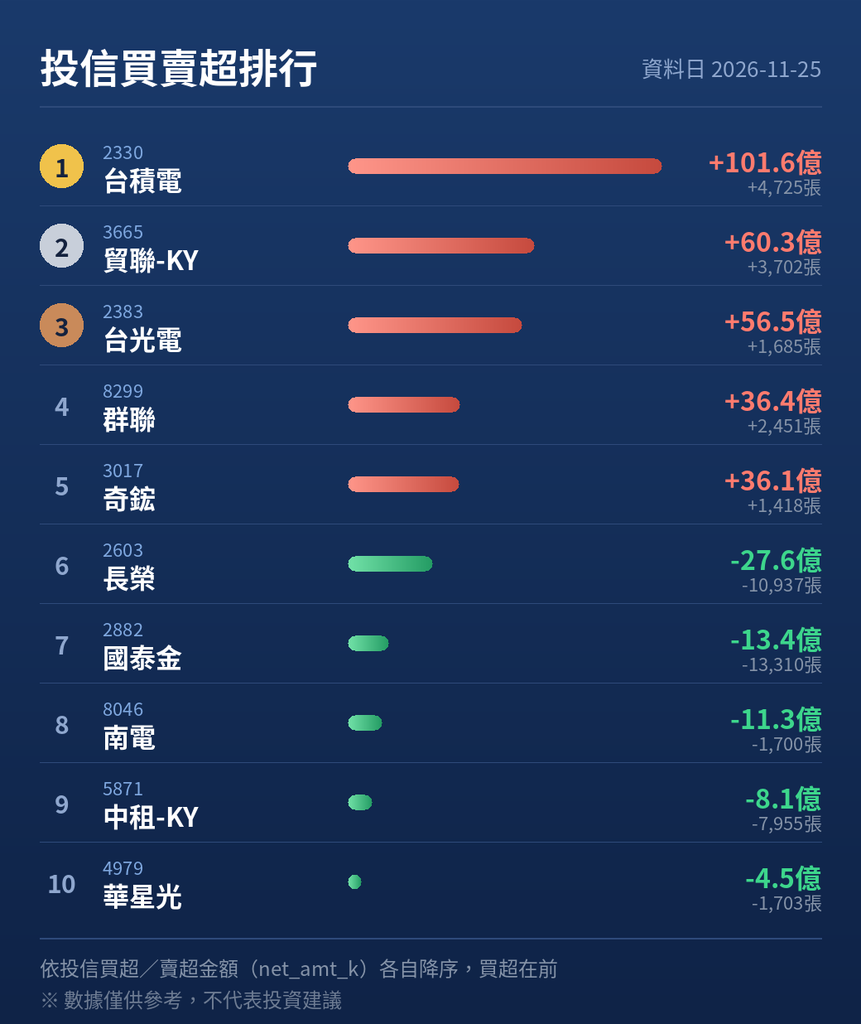 投信買賣超排行
資料日 2026-11-25
1
2330
台積電
+101.6億
+4,725張
2
3665
貿聯-KY
+60.3億
+3,702張
3
2383
台光電
+56.5億
+1,685張
4
8299
群聯
+36.4億
+2,451張
5
3017
奇鋐
+36.1億
+1,418張
6
2603
長榮
-27.6億
-10,937張
7
2882
國泰金
-13.4億
-13,310張
8
8046
南電
-11.3億
-1,700張
9
5871
中租-KY
-8.1億
-7,955張
10
4979
華星光
-4.5億
-1,703張
依投信買超／賣超金額（net_amt_k）各自降序，買超在前
※ 數據僅供參考，不代表投資建議